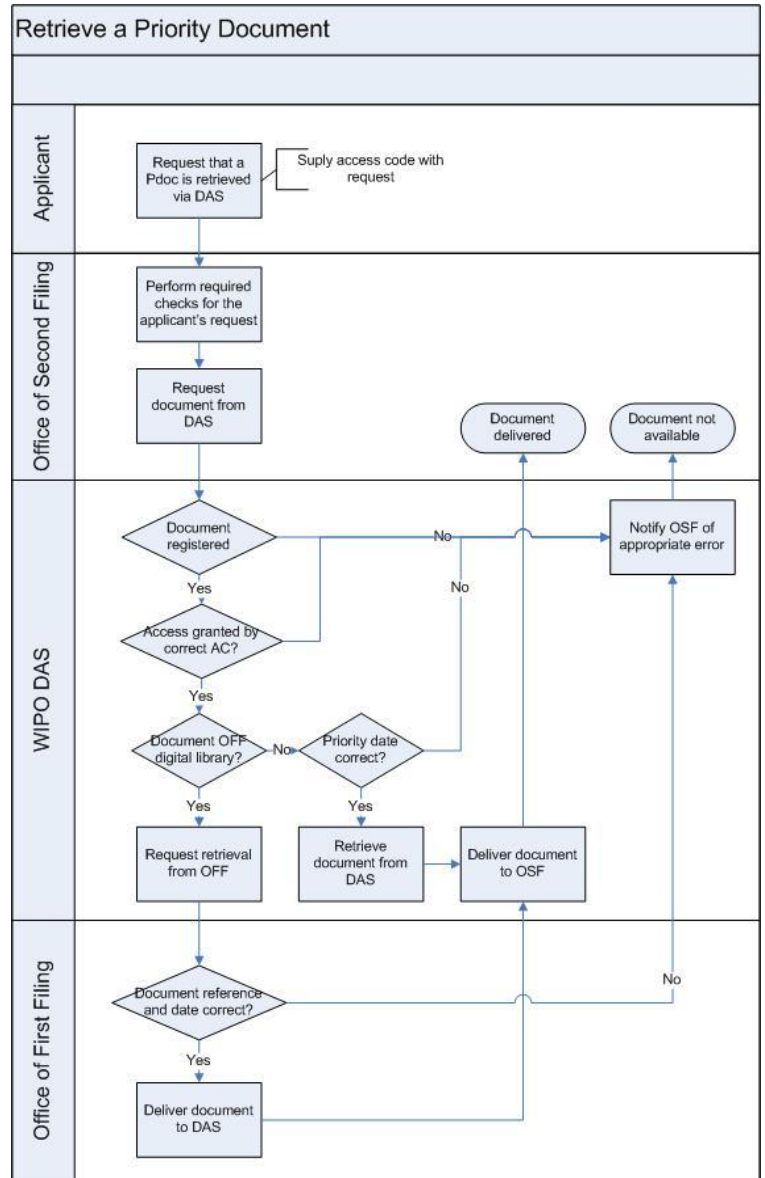 Retrieve a Priority Document
Applicant
Request that a
Pdoc is retrieved
via DAS
Suply access code with
request
Office of Second Filing
Perform required
checks for the
applicant's request
Request
document from
DAS
Document
delivered
Document not
available
WIPO DAS
Document
registered
No
Notify OSF of
appropriate error
Yes
No
Access granted by
correct AC?
Yes
Document OFF
digital library?
No
Priority date
correct?
Yes
Yes
Request retrieval
from OFF
Retrieve
document from
DAS
Deliver document
to OSF
Office of First Filing
Document reference
and date correct?
No
Yes
Deliver document
to DAS